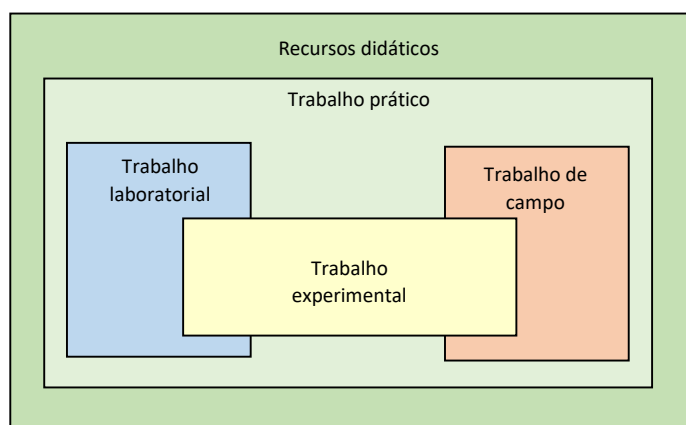 Recursos didáticos
Trabalho prático
Trabalho
laboratorial
Trabalho de
campo
Trabalho
experimental